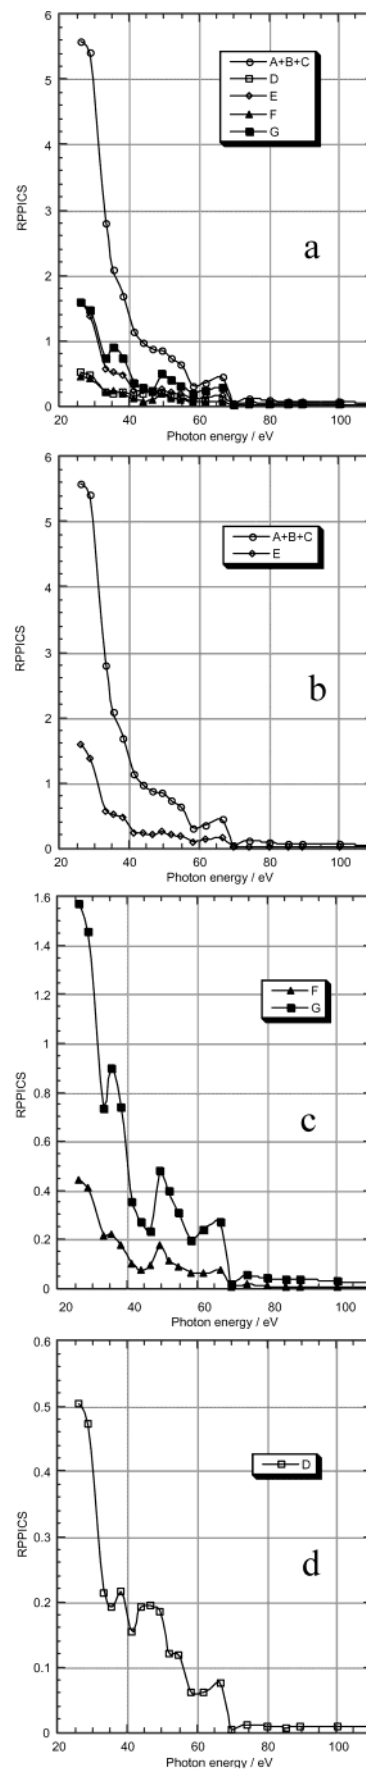 6
5
4
3
2
1
0
RPPICS
A+B+C
D
E
F
G
a
20 40 60 80 100
Photon energy / eV
6
5
4
3
2
1
0
RPPICS
A+B+C
E
b
20 40 60 80 100
Photon energy / eV
1.6
1.4
1.2
1
0.8
0.6
0.4
0.2
0
RPPICS
F
G
c
20 40 60 80 100
Photon energy / eV
0.6
0.5
0.4
0.3
0.2
0.1
0
RPPICS
D
d
20 40 60 80 100
Photon energy / eV